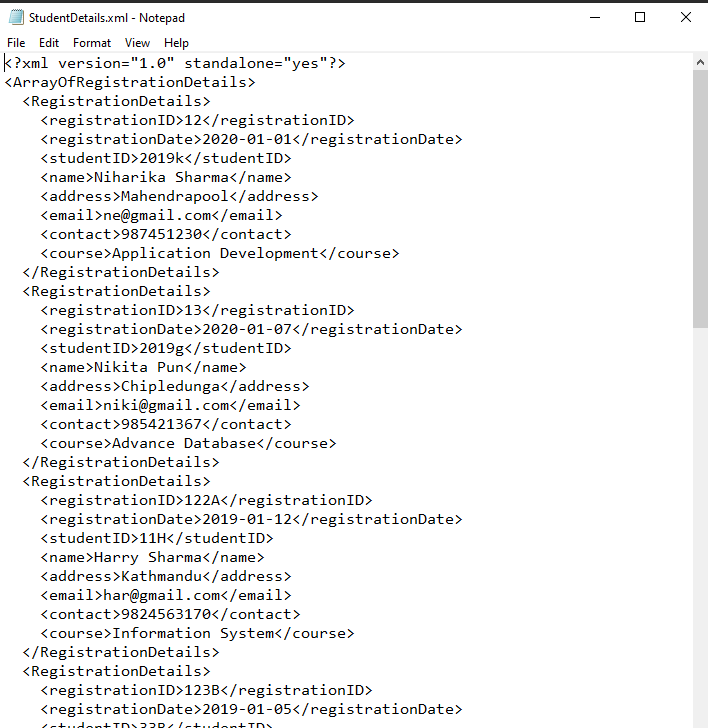 StudentDetails.xml - Notepad
File Edit Format View Help
<?xml version="1.0" standalone="yes"?>
<ArrayOfRegistrationDetails>
<RegistrationDetails>
<registrationID>12</registrationID>
<registrationDate>2020-01-01</registrationDate>
<studentID>2019k</studentID>
<name>Niharika Sharma</name>
<address>Mahendrapool</address>
<email>ne@gmail.com</email>
<contact>987451230</contact>
<course>Application Development</course>
</RegistrationDetails>
<RegistrationDetails>
<registrationID>13</registrationID>
<registrationDate>2020-01-07</registrationDate>
<studentID>2019g</studentID>
<name>Nikita Pun</name>
<address>Chipledunga</address>
<email>niki@gmail.com</email>
<contact>985421367</contact>
<course>Advance Database</course>
</RegistrationDetails>
<RegistrationDetails>
<registrationID>122A</registrationID>
<registrationDate>2019-01-12</registrationDate>
<studentID>11H</studentID>
<name>Harry Sharma</name>
<address>Kathmandu</address>
<email>har@gmail.com</email>
<contact>9824563170</contact>
<course>Information System</course>
</RegistrationDetails>
<RegistrationDetails>
<registrationID>123B</registrationID>
<registrationDate>2019-01-05</registrationDate>
<studentID>33B</studentID>